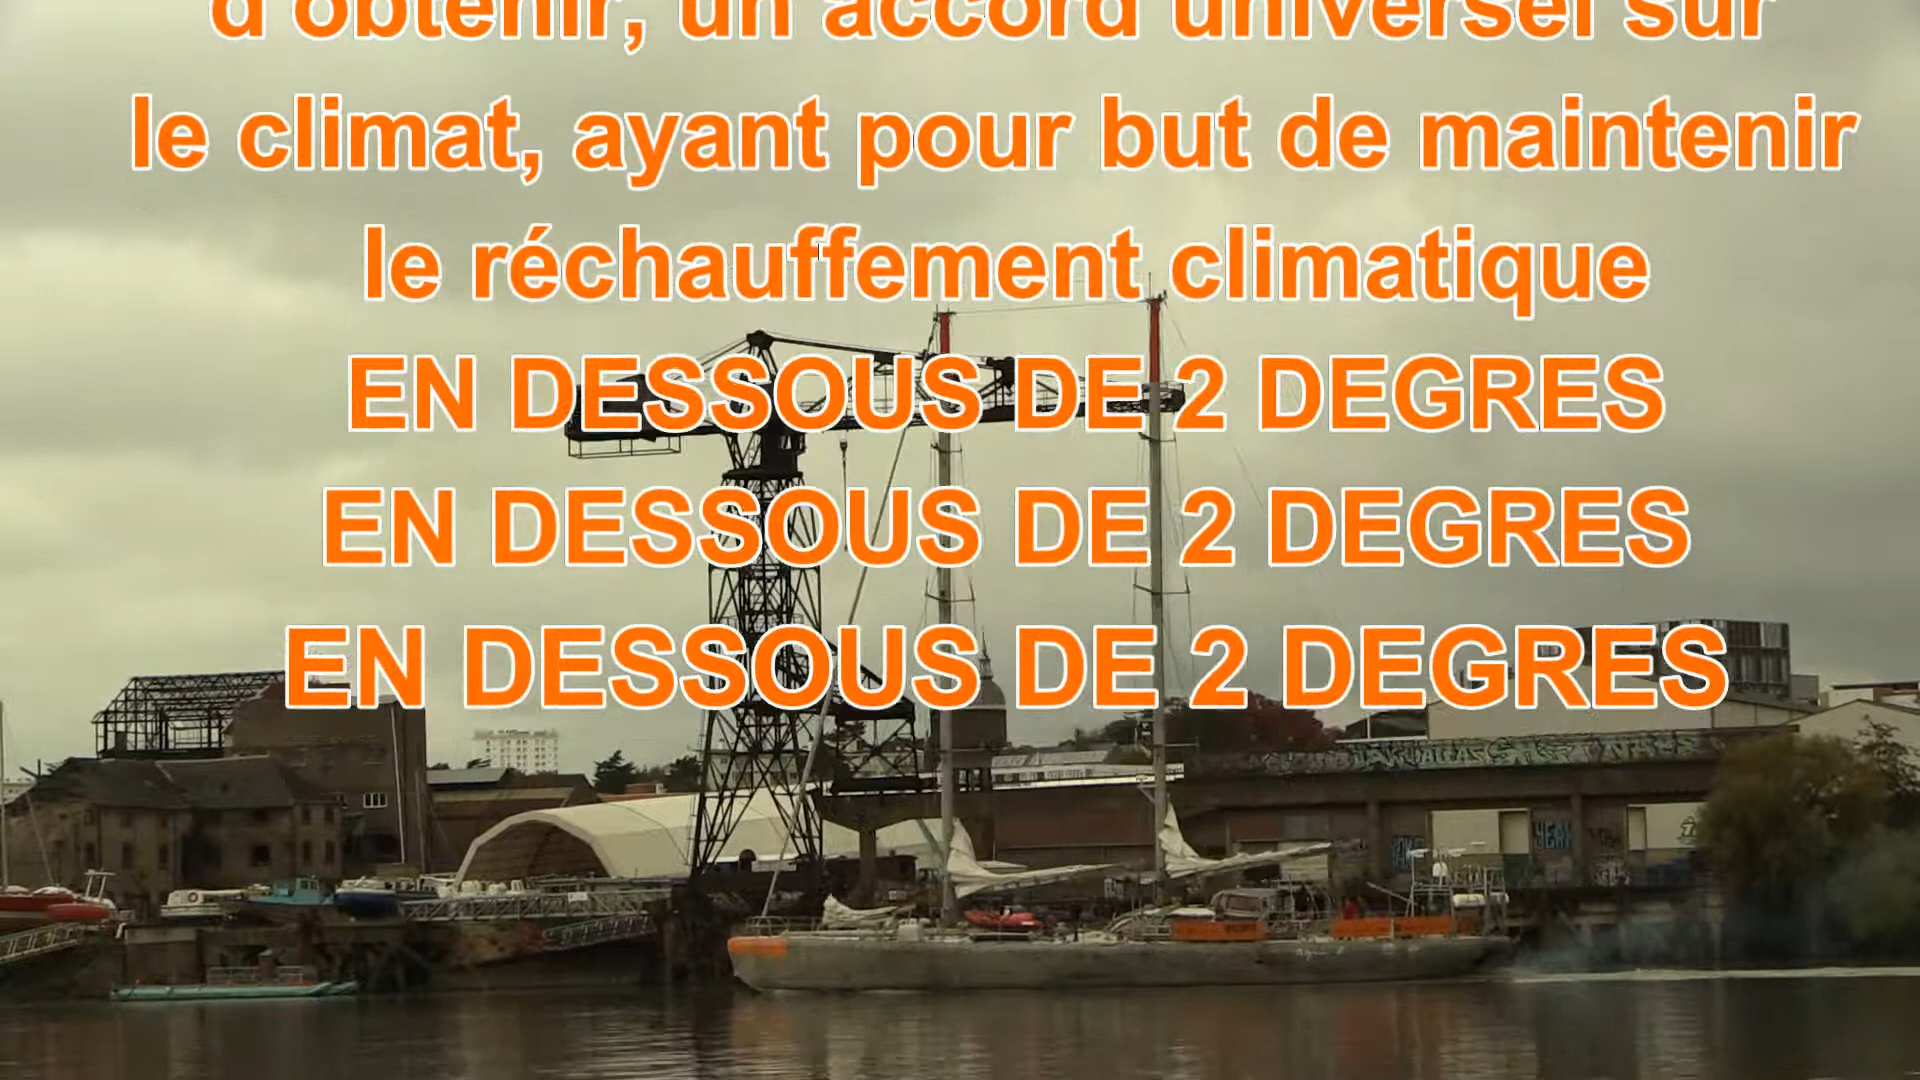 d'obtenir, un accord universel sur
le climat, ayant pour but de maintenir
le réchauffement climatique
EN DESSOUS DE 2 DEGRES
EN DESSOUS DE 2 DEGRES
EN DESSOUS DE 2 DEGRES